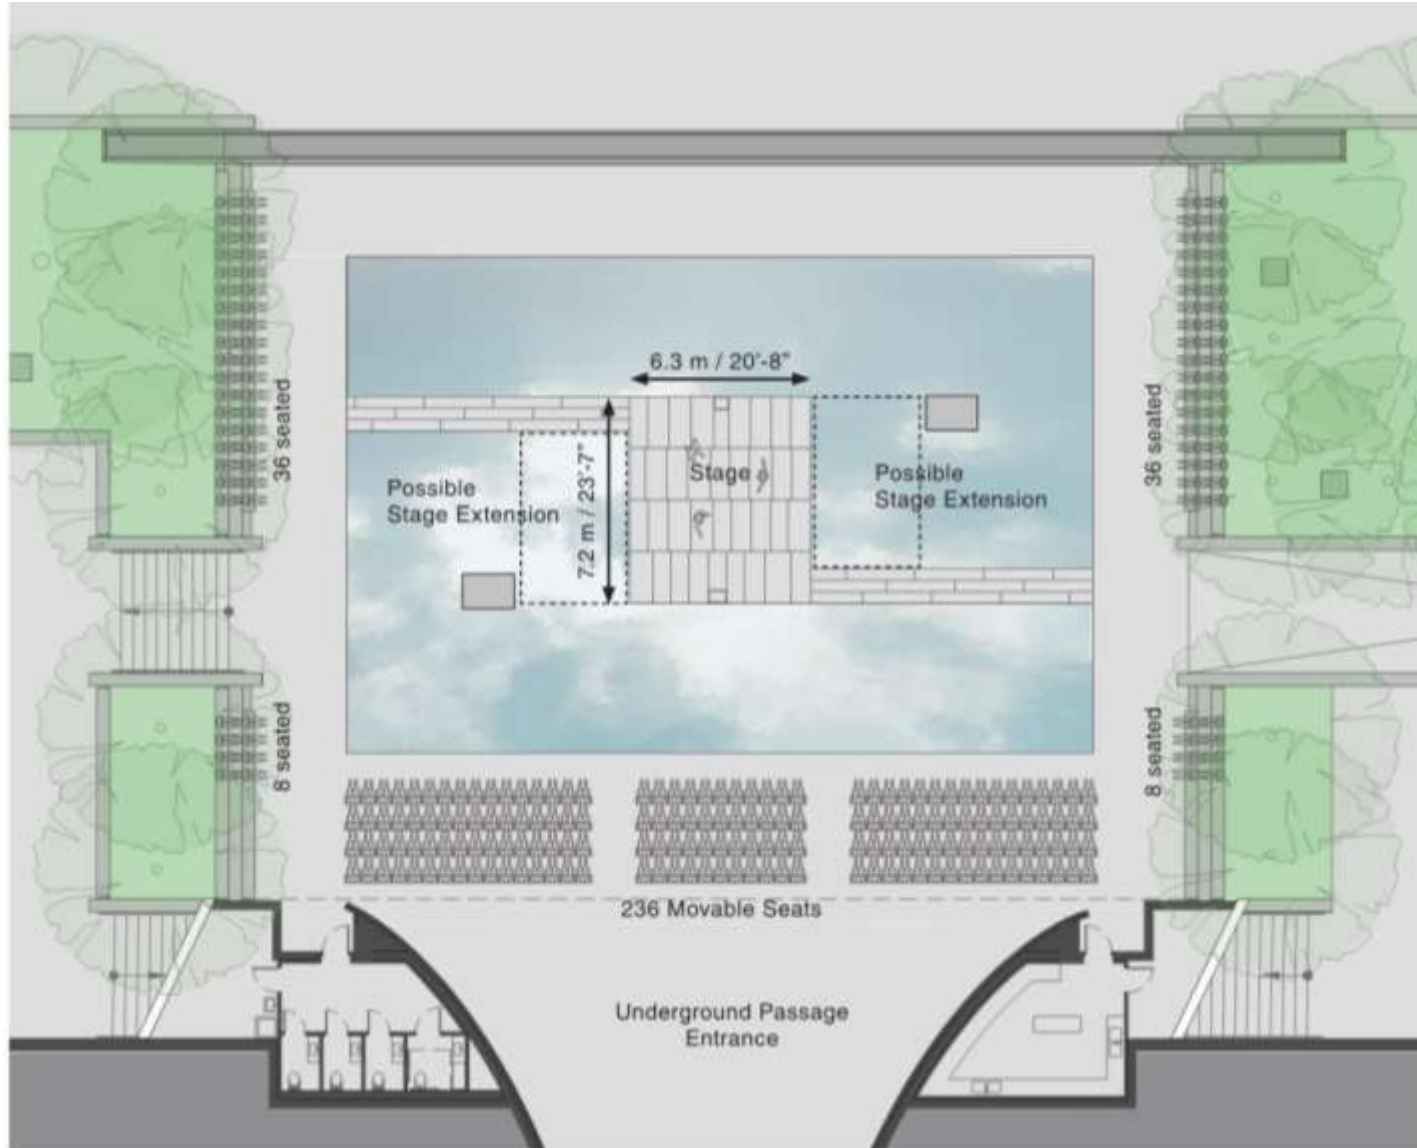 6.3 m / 20'-8"
36 seated
36 seated
Possible
Stage Extension
7.2 m / 23'-7"
Stage
Possible
Stage Extension
8 seated
8 seated
236 Movable Seats
Underground Passage
Entrance